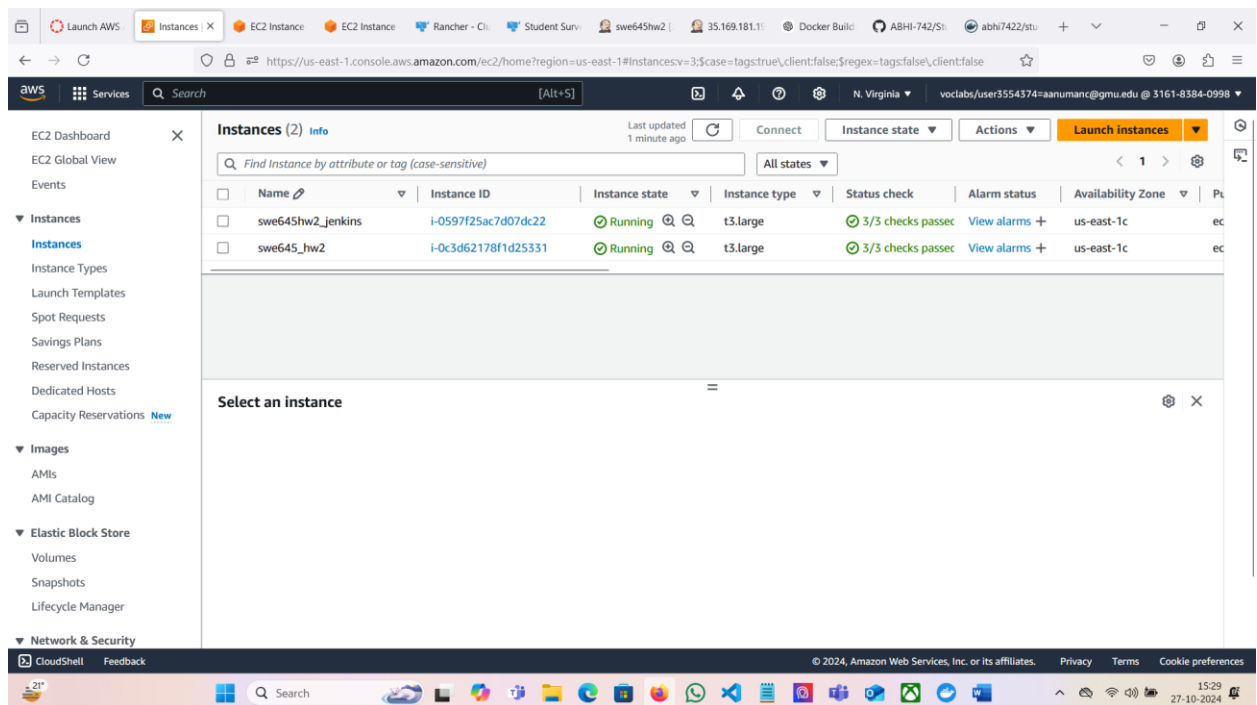 Launch AWS
Instances
EC2 Instance
EC2 Instance
Rancher - Cl
Student Surv
swe645hw2 [
35.169.181.19
Docker Build
ABHI-742/St
abhi7422/stu
https://us-east-1.console.aws.amazon.com/ec2/home?region=us-east-1#Instances:v=3;$case=tags:true\,client:false;$regex=tags:false\,client:false
aws
Services
Search
[Alt+S]
N. Virginia ▼
voclabs/user3554374=aanumanc@gmu.edu @ 3161-8384-0998 ▼
EC2 Dashboard
EC2 Global View
Events
▼ Instances
Instances
Instance Types
Launch Templates
Spot Requests
Savings Plans
Reserved Instances
Dedicated Hosts
Capacity Reservations New
▼ Images
AMIs
AMI Catalog
▼ Elastic Block Store
Volumes
Snapshots
Lifecycle Manager
▼ Network & Security
Instances (2) Info
Last updated
1 minute ago
Connect
Instance state ▼
Actions ▼
Launch instances ▼
Find Instance by attribute or tag (case-sensitive)
All states ▼
< 1 >
Name Instance ID Instance state Instance type Status check Alarm status Availability Zone Pu
swe645hw2_jenkins i-0597f25ac7d07dc22 Running t3.large 3/3 checks passec View alarms + us-east-1c ec
swe645_hw2 i-0c3d62178f1d25331 Running t3.large 3/3 checks passec View alarms + us-east-1c ec
Select an instance
CloudShell Feedback
© 2024, Amazon Web Services, Inc. or its affiliates. Privacy Terms Cookie preferences
21°
Search
15:29
27-10-2024